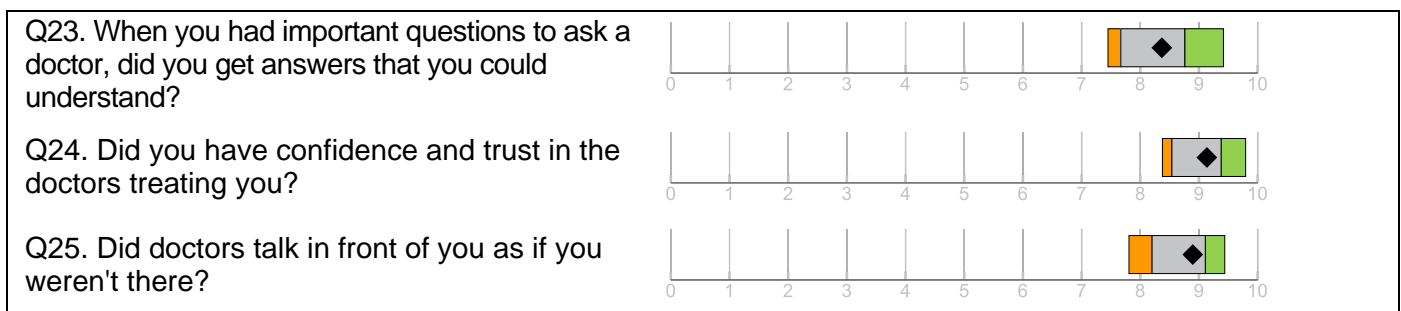 Q23. When you had important questions to ask a
doctor, did you get answers that you could
understand?
0 1 2 3 4 5 6 7 8 9 10
Q24. Did you have confidence and trust in the
doctors treating you?
0 1 2 3 4 5 6 7 8 9 10
Q25. Did doctors talk in front of you as if you
weren't there?
0 1 2 3 4 5 6 7 8 9 10